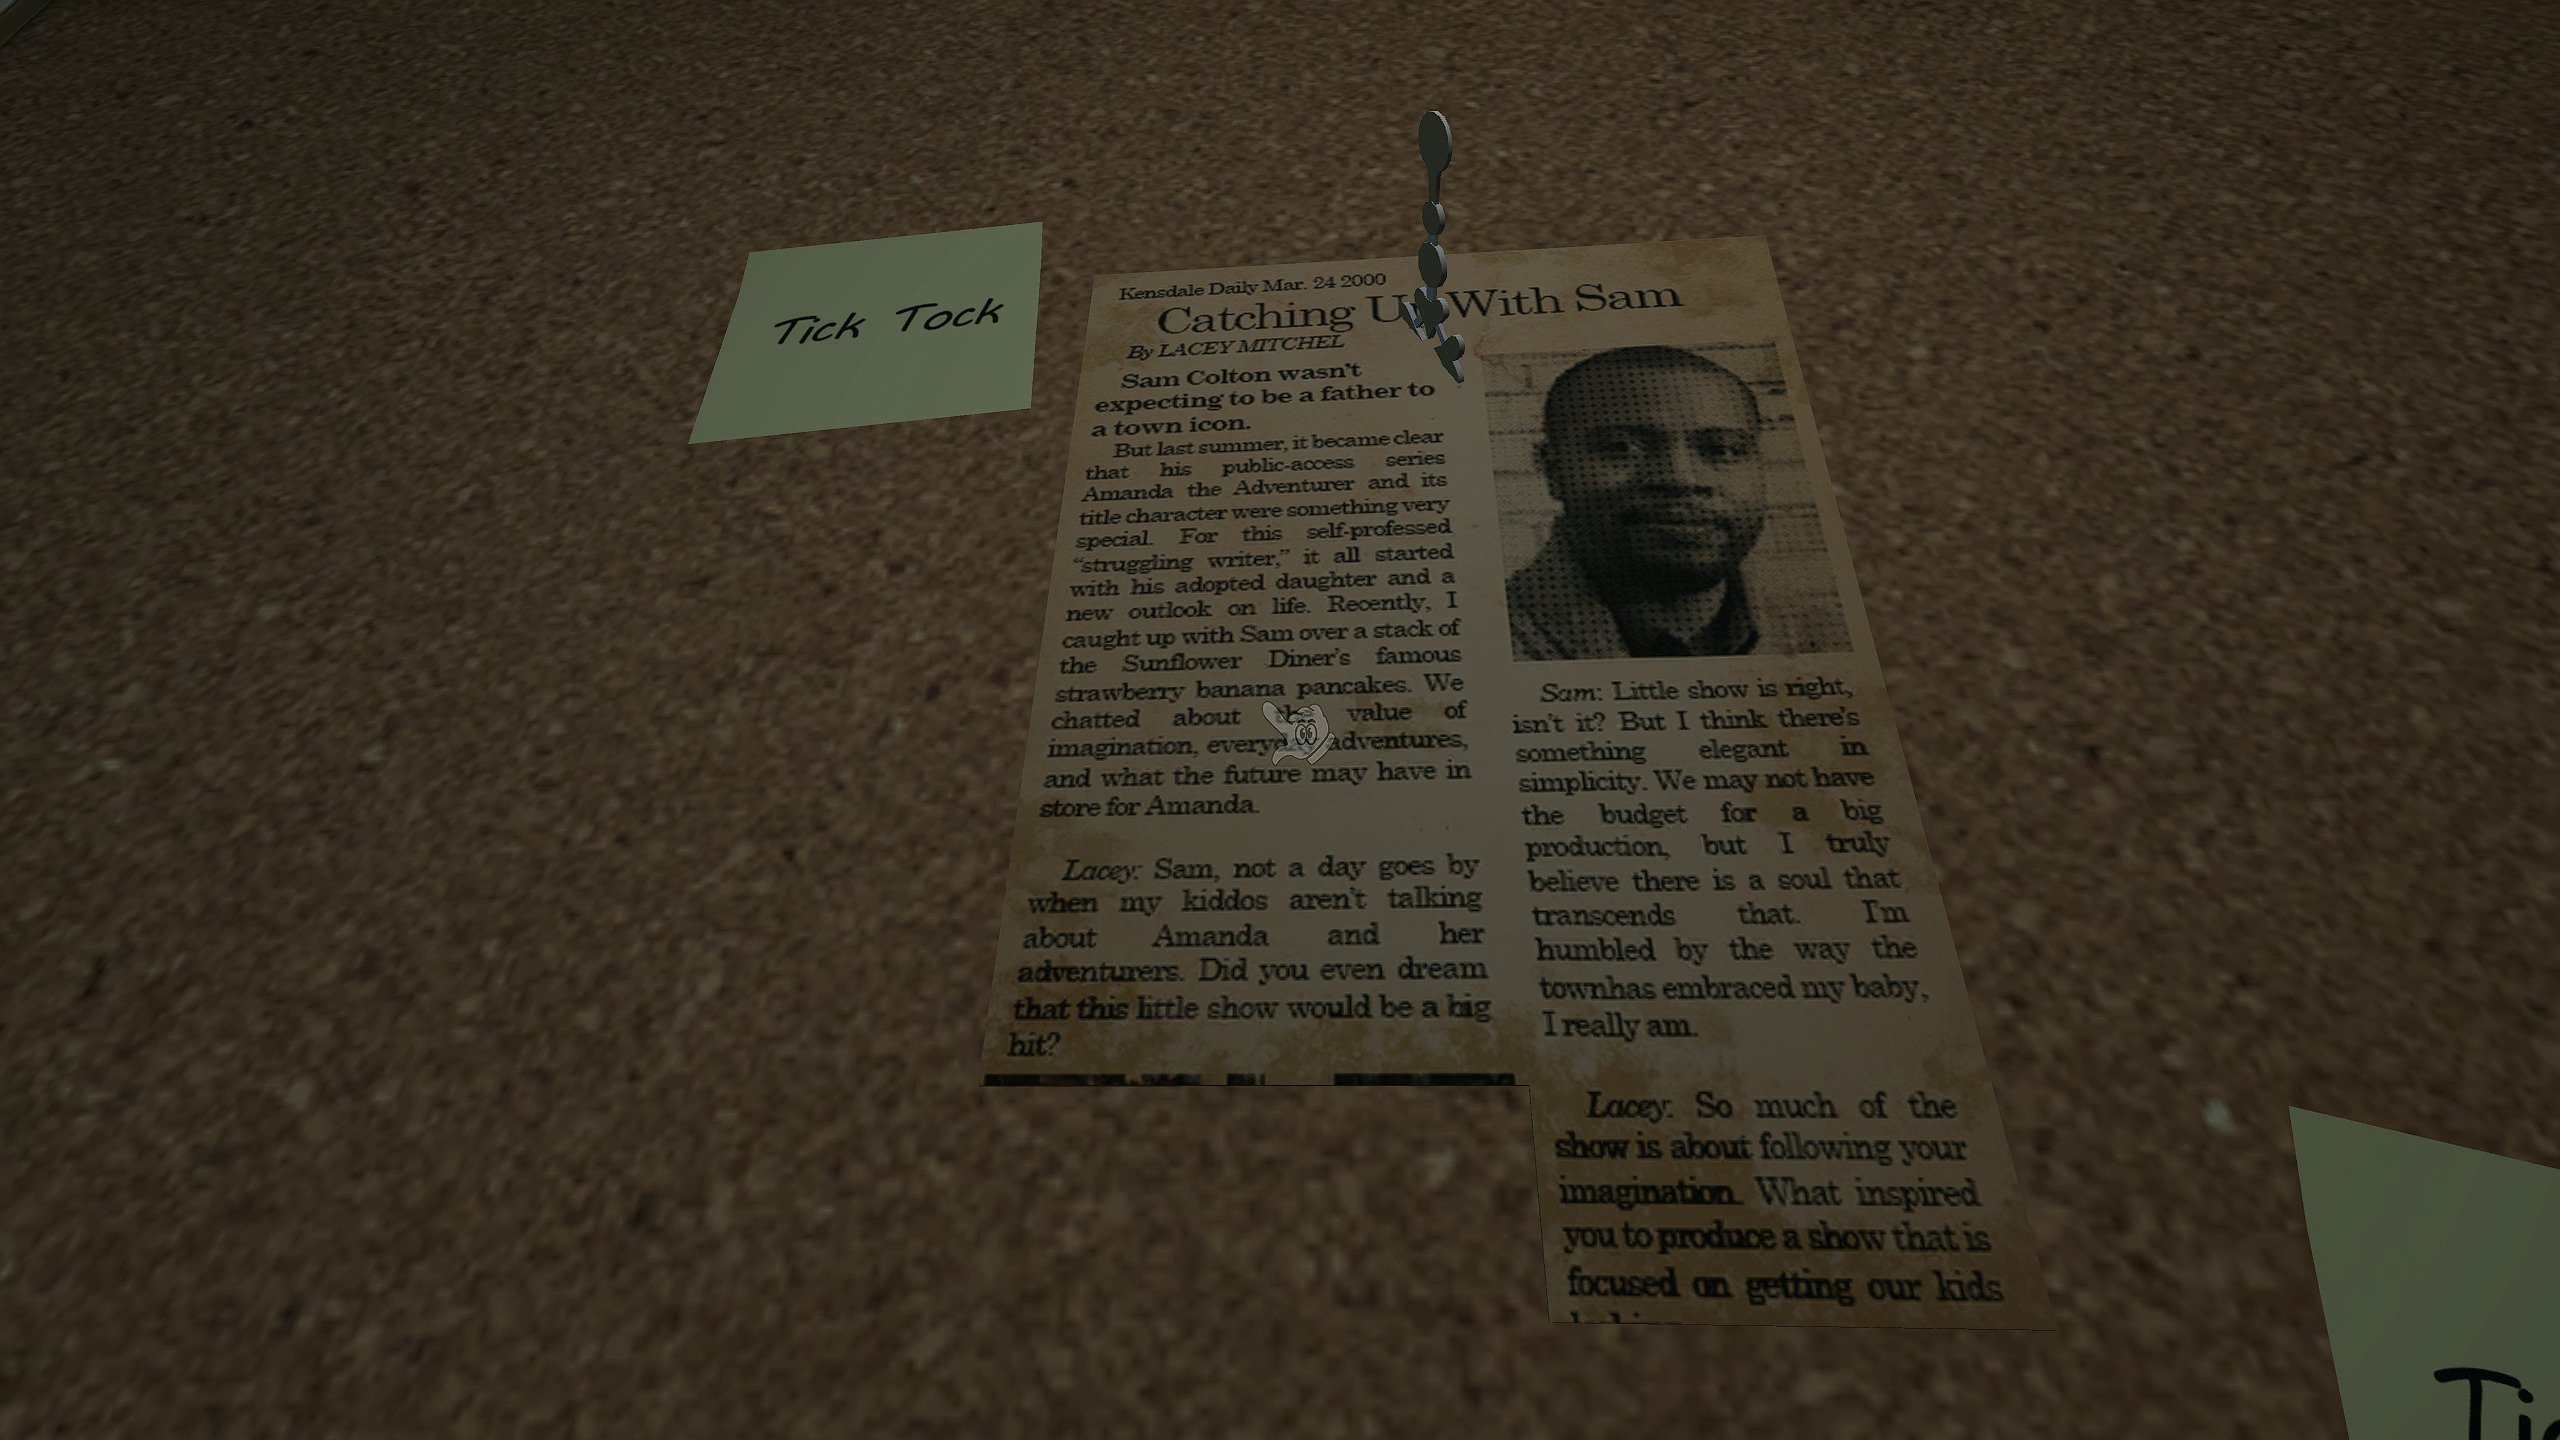 Tick Tock
Kensdale Daily Mar. 24 2000
Catching Up With Sam
By LACEY MITCHEL
Sam Colton wasn't
expecting to be a father to
a town icon.
But last summer, it became clear
that his public-access series
Amanda the Adventurer and its
title character were something very
special. For this self-professed
"struggling writer," it all started
with his adopted daughter and a
new outlook on life. Recently, I
caught up with Sam over a stack of
the Sunflower Diner's famous
strawberry banana pancakes. We
chatted about the value of
imagination, everyday adventures,
and what the future may have in
store for Amanda.
Lacey: Sam, not a day goes by
when my kiddos aren't talking
about Amanda and her
adventurers. Did you even dream
that this little show would be a big
hit?
Sam: Little show is right,
isn't it? But I think there's
something elegant in
simplicity. We may not have
the budget for a big
production, but I truly
believe there is a soul that
transcends that. I'm
humbled by the way the
townhas embraced my baby,
I really am.
Lacey: So much of the
show is about following your
imagination. What inspired
you to produce a show that is
focused on getting our kids